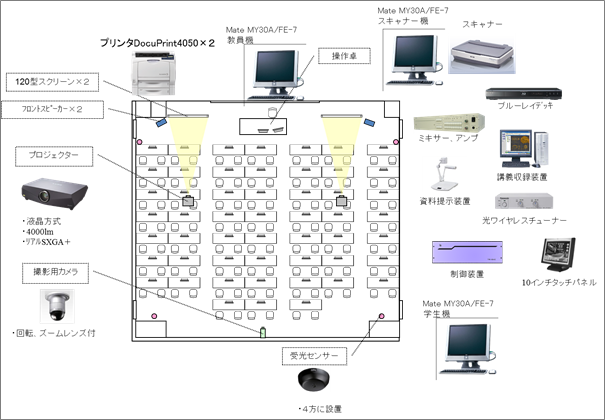 プリンタDocuPrint4050×2
Mate MY30A/FE-7
教員機
操作卓
Mate MY30A/FE-7
スキャナー機
スキャナー
120型スクリーン×2
フロントスピーカー×2
ブルーレイデッキ
ミキサー、アンプ
講義収録装置
プロジェクター
・液晶方式
・4000lm
・リアルSXGA＋
資料提示装置
光ワイヤレスチューナー
撮影用カメラ
・回転、ズームレンズ付
制御装置
10インチタッチパネル
Mate MY30A/FE-7
学生機
受光センサー
・4方に設置